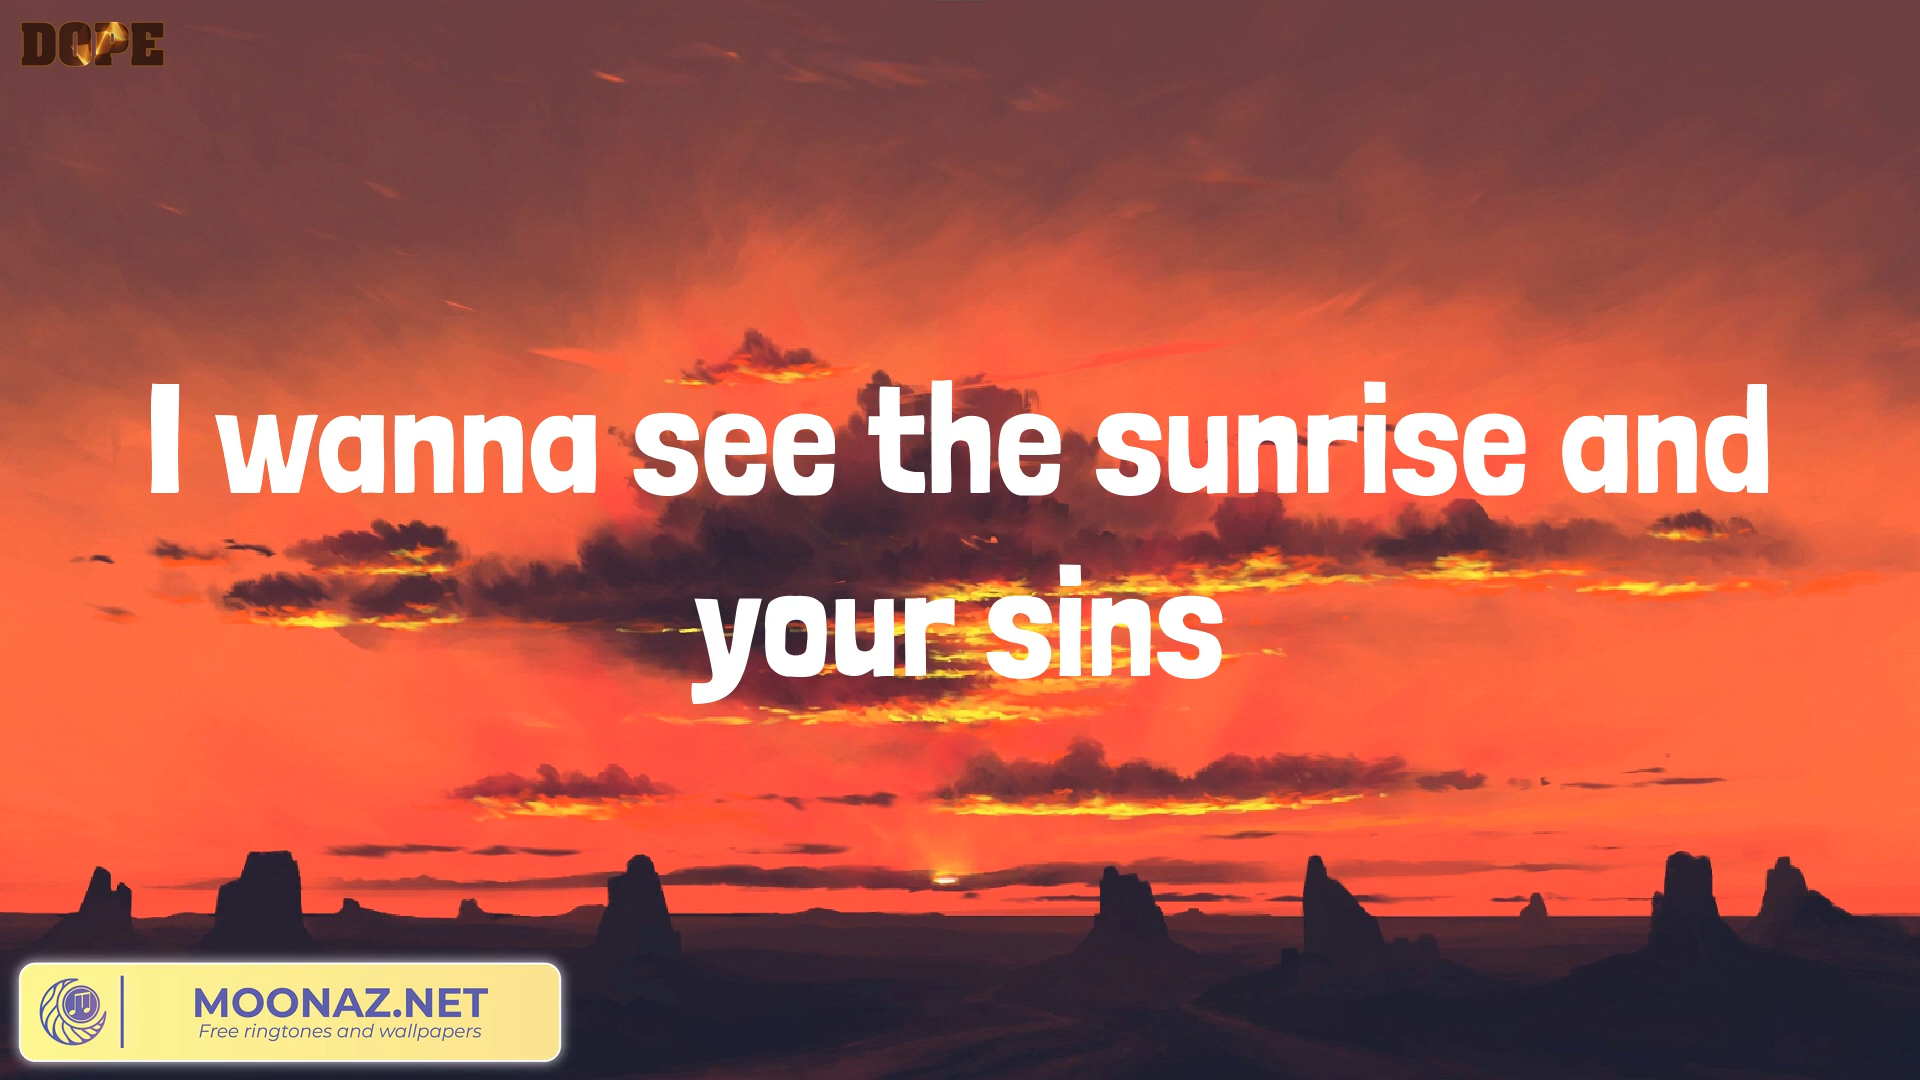 DOPE
I wanna see the sunrise and
your sins
MOONAZ.NET
Free ringtones and wallpapers